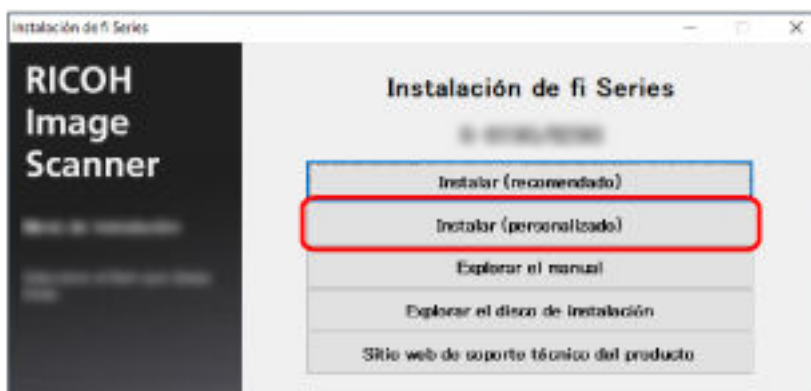 Instalación de fi Series
RICOH
Image
Scanner
Instalación de fi Series
Instalar (recomendado)
Instalar (personalizado)
Explorar el manual
Explorar el disco de instalación
Sitio web de soporte técnico del producto